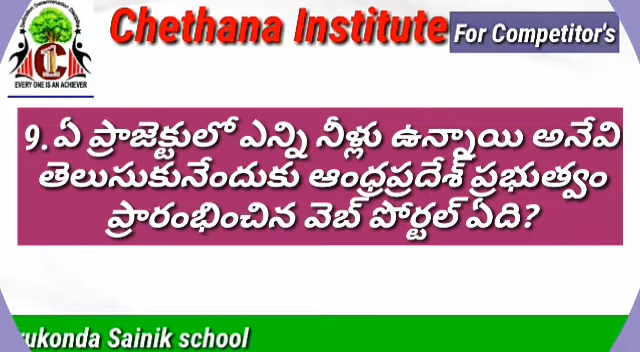 Chethana Institute For Competitor's
EVERY ONE IS AN ACHIEVER
9. ఏ ప్రాజెక్టులో ఎన్ని నీళ్లు ఉన్నాయి అనేవి
తెలుసుకునేందుకు ఆంధ్రప్రదేశ్ ప్రభుత్వం
ప్రారంభించిన వెబ్ పోర్టల్ ఏది?
Sainik school